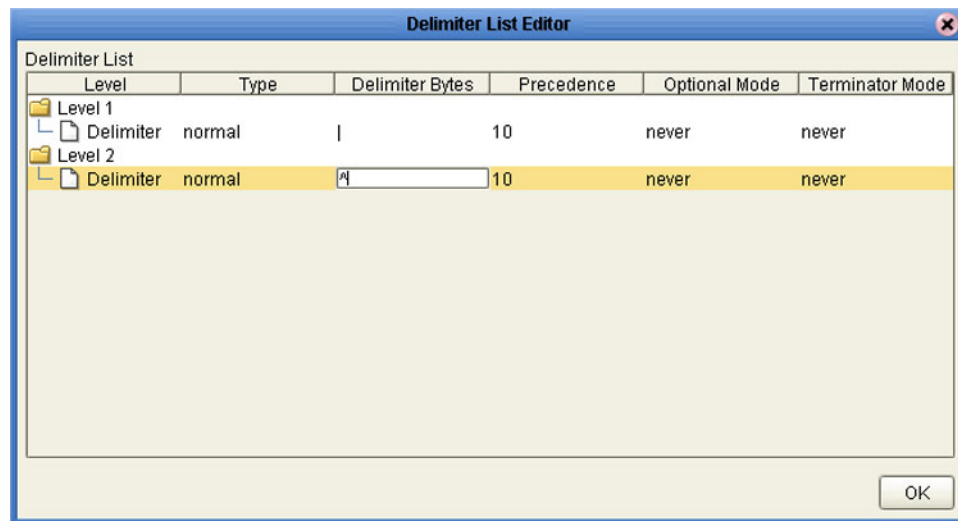 Delimiter List Editor
Delimiter List
Level Type Delimiter Bytes Precedence Optional Mode Terminator Mode
Level 1
Delimiter normal | 10 never never
Level 2
Delimiter normal ^ 10 never never
OK